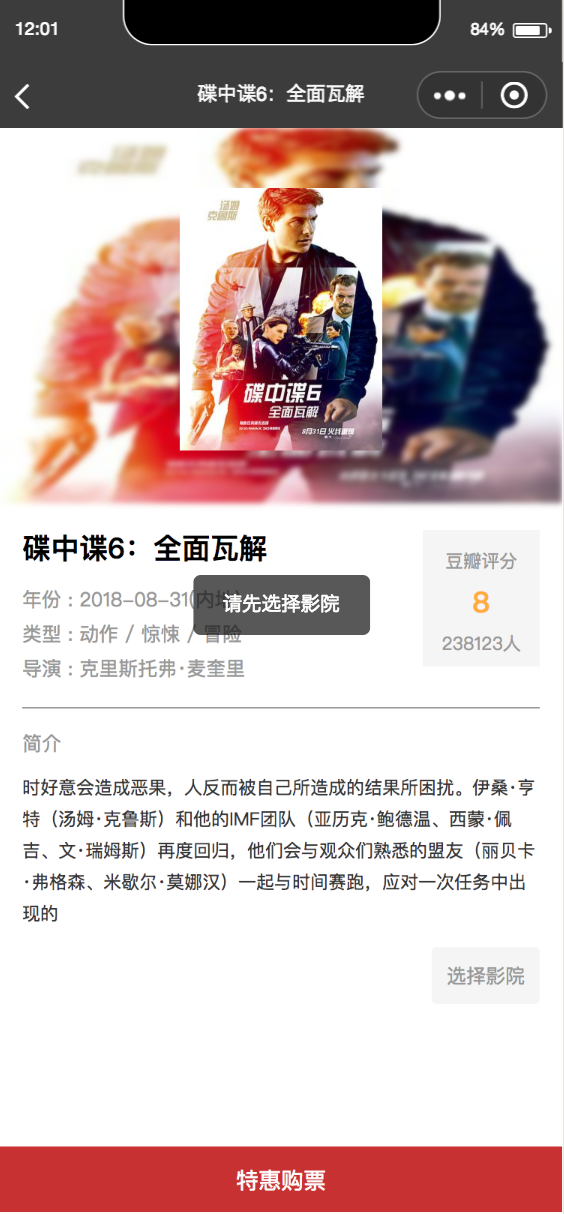 12:01
84%
碟中谍6：全面瓦解
汤姆
克鲁斯
碟中谍6
全面瓦解
8月31日 火线重燃
碟中谍6：全面瓦解
豆瓣评分
8
238123人
年份：2018-08-31(内地)
请先选择影院
类型：动作 / 惊悚 / 冒险
导演：克里斯托弗·麦奎里
简介
时好意会造成恶果，人反而被自己所造成的结果所困扰。伊桑·亨
特（汤姆·克鲁斯）和他的IMF团队（亚历克·鲍德温、西蒙·佩
吉、文·瑞姆斯）再度回归，他们会与观众们熟悉的盟友（丽贝卡
·弗格森、米歇尔·莫娜汉）一起与时间赛跑，应对一次任务中出
现的
选择影院
特惠购票